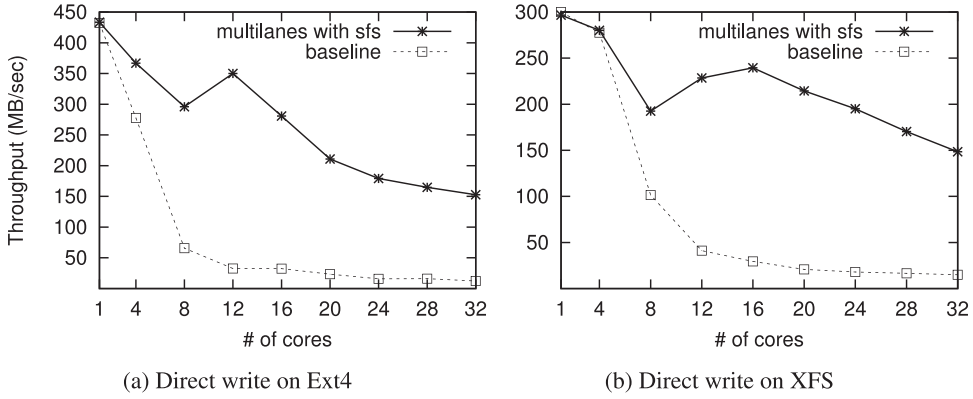 450
400
350
300
250
200
150
100
50
Throughput (MB/sec)
multilanes with sfs
baseline
1 4 8 12 16 20 24 28 32
# of cores
(a) Direct write on Ext4
300
250
200
150
100
50
multilanes with sfs
baseline
1 4 8 12 16 20 24 28 32
# of cores
(b) Direct write on XFS